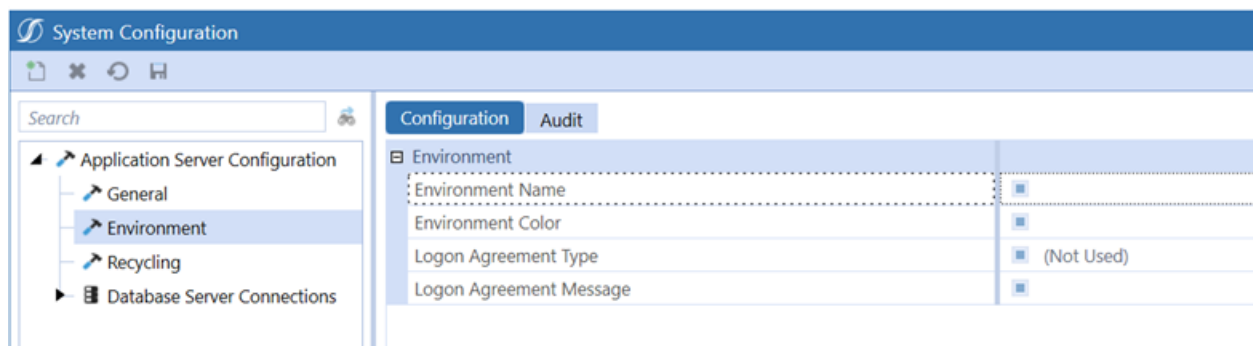 System Configuration
Search
Configuration
Audit
Application Server Configuration
General
Environment
Recycling
Database Server Connections
Environment
Environment Name
Environment Color
Logon Agreement Type (Not Used)
Logon Agreement Message